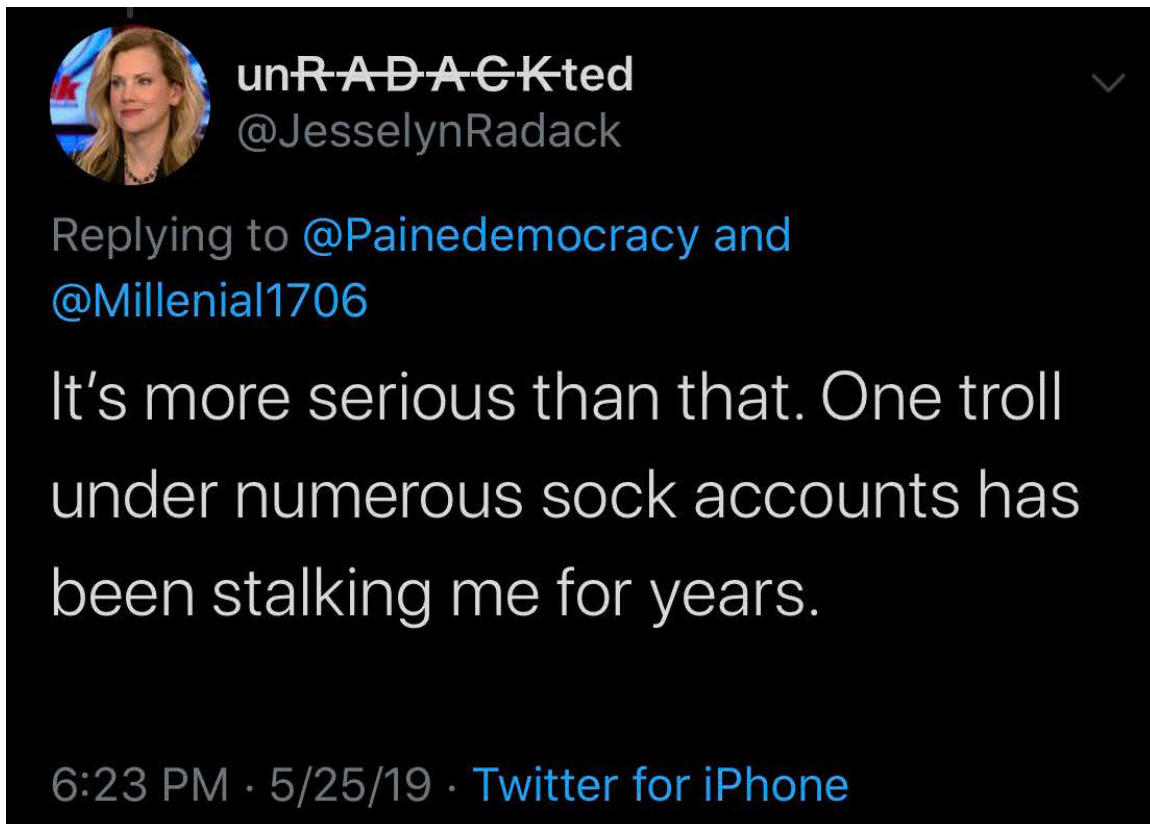 unRADACKted
@JesselynRadack
Replying to @Painedemocracy and
@Millenial1706
It's more serious than that. One troll
under numerous sock accounts has
been stalking me for years.
6:23 PM · 5/25/19 · Twitter for iPhone